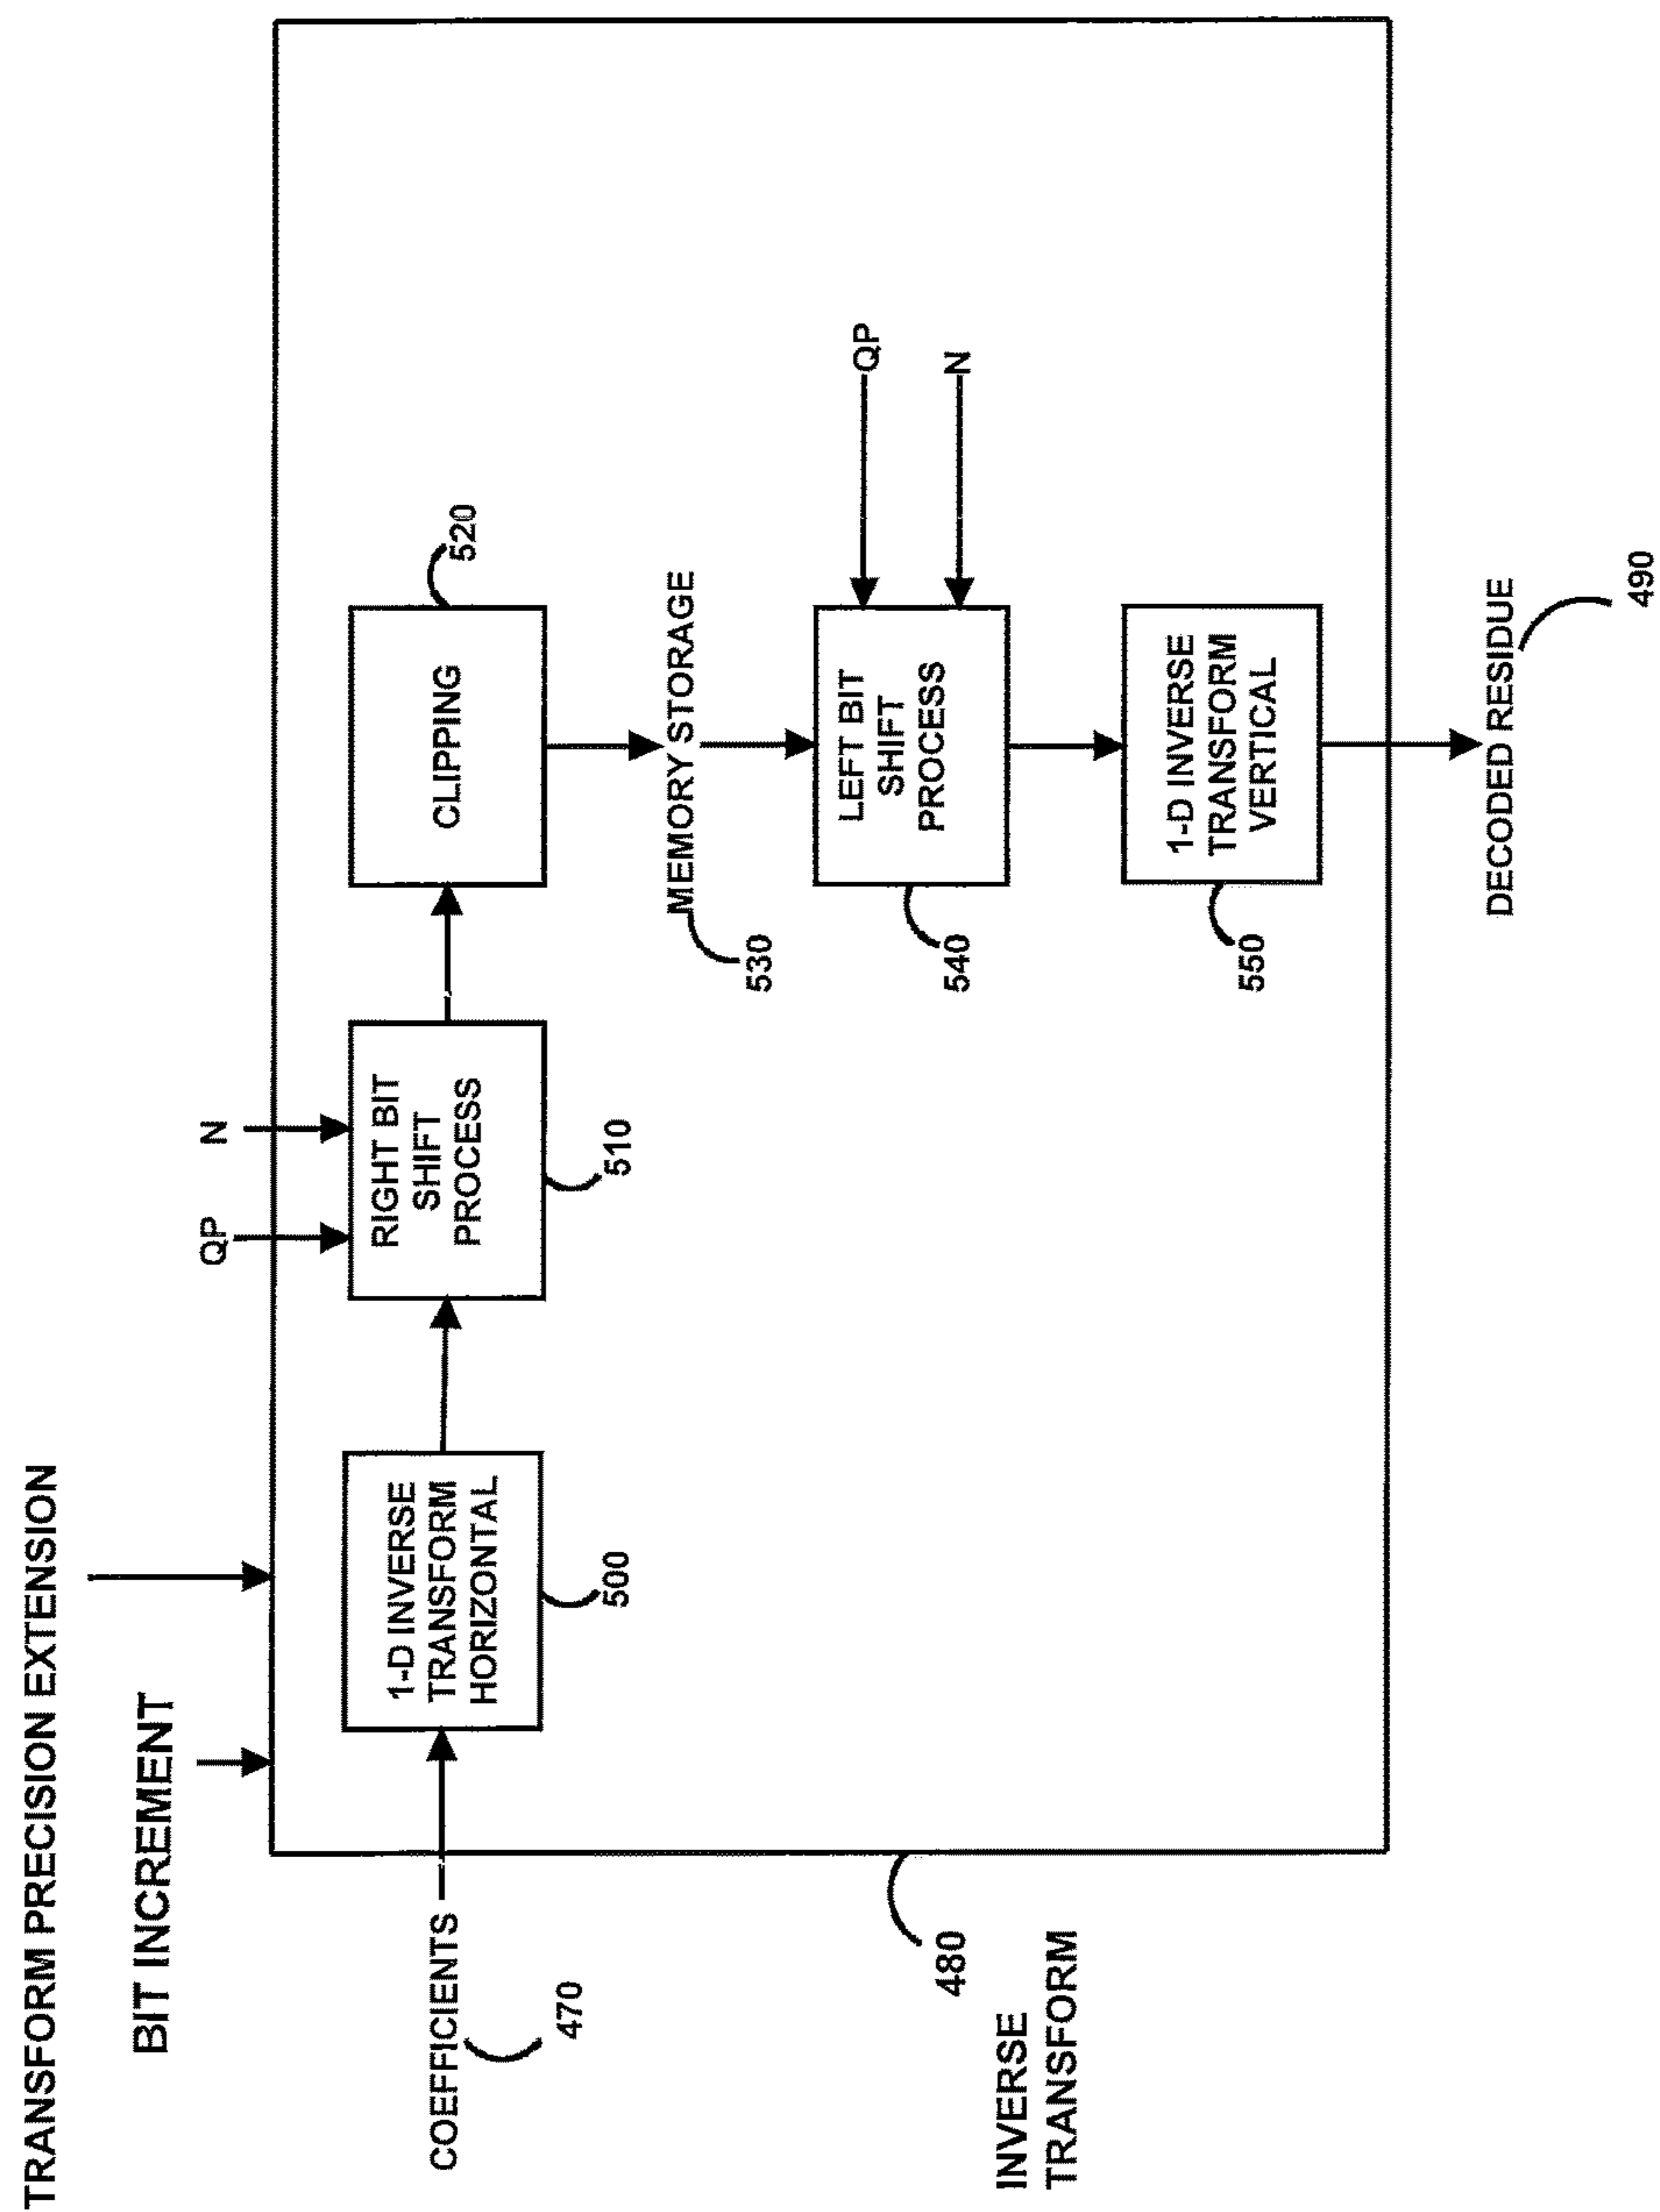 TRANSFORM PRECISION EXTENSION
BIT INCREMENT
QP
N
COEFFICIENTS
470
1-D INVERSE
TRANSFORM
HORIZONTAL
500
RIGHT BIT
SHIFT
PROCESS
510
CLIPPING
520
MEMORY STORAGE
530
LEFT BIT
SHIFT
PROCESS
540
QP
N
1-D INVERSE
TRANSFORM
VERTICAL
550
480
INVERSE
TRANSFORM
DECODED RESIDUE
490